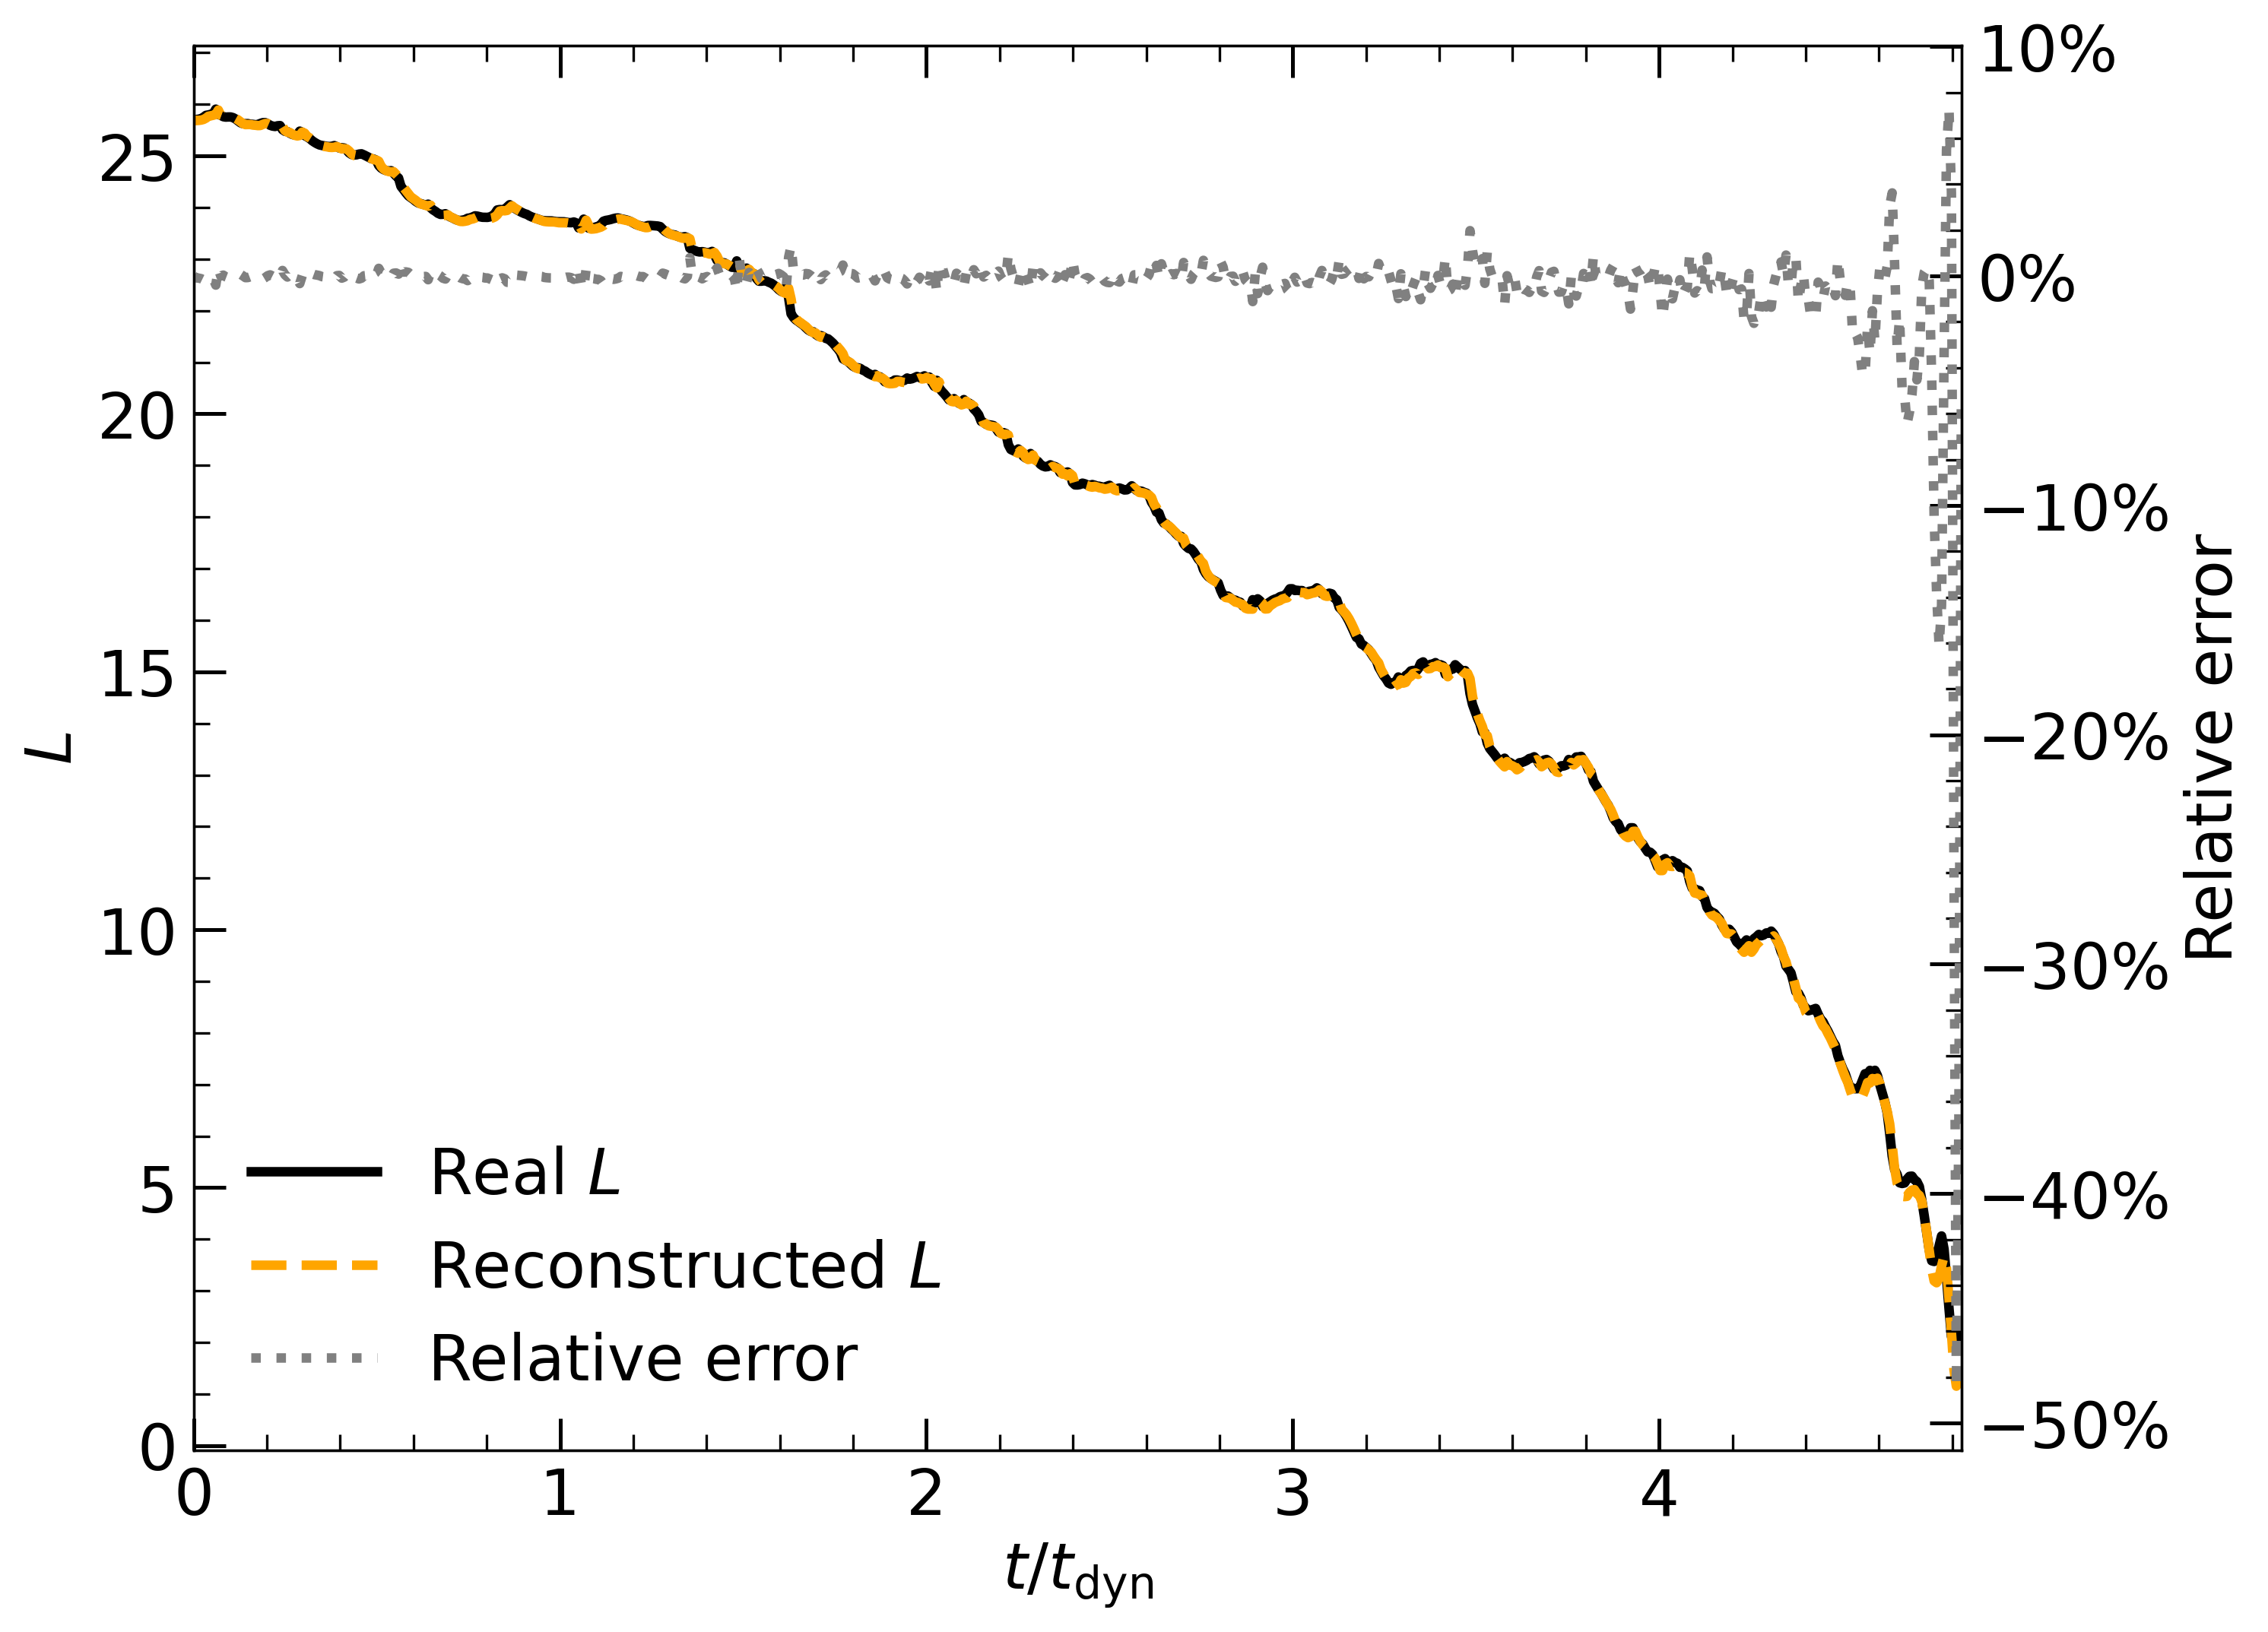 10%
0%
−10%
−20%
−30%
−40%
−50%
Relative error
25
20
15
10
5
0
L
Real L
Reconstructed L
Relative error
0 1 2 3 4
t/t_dyn